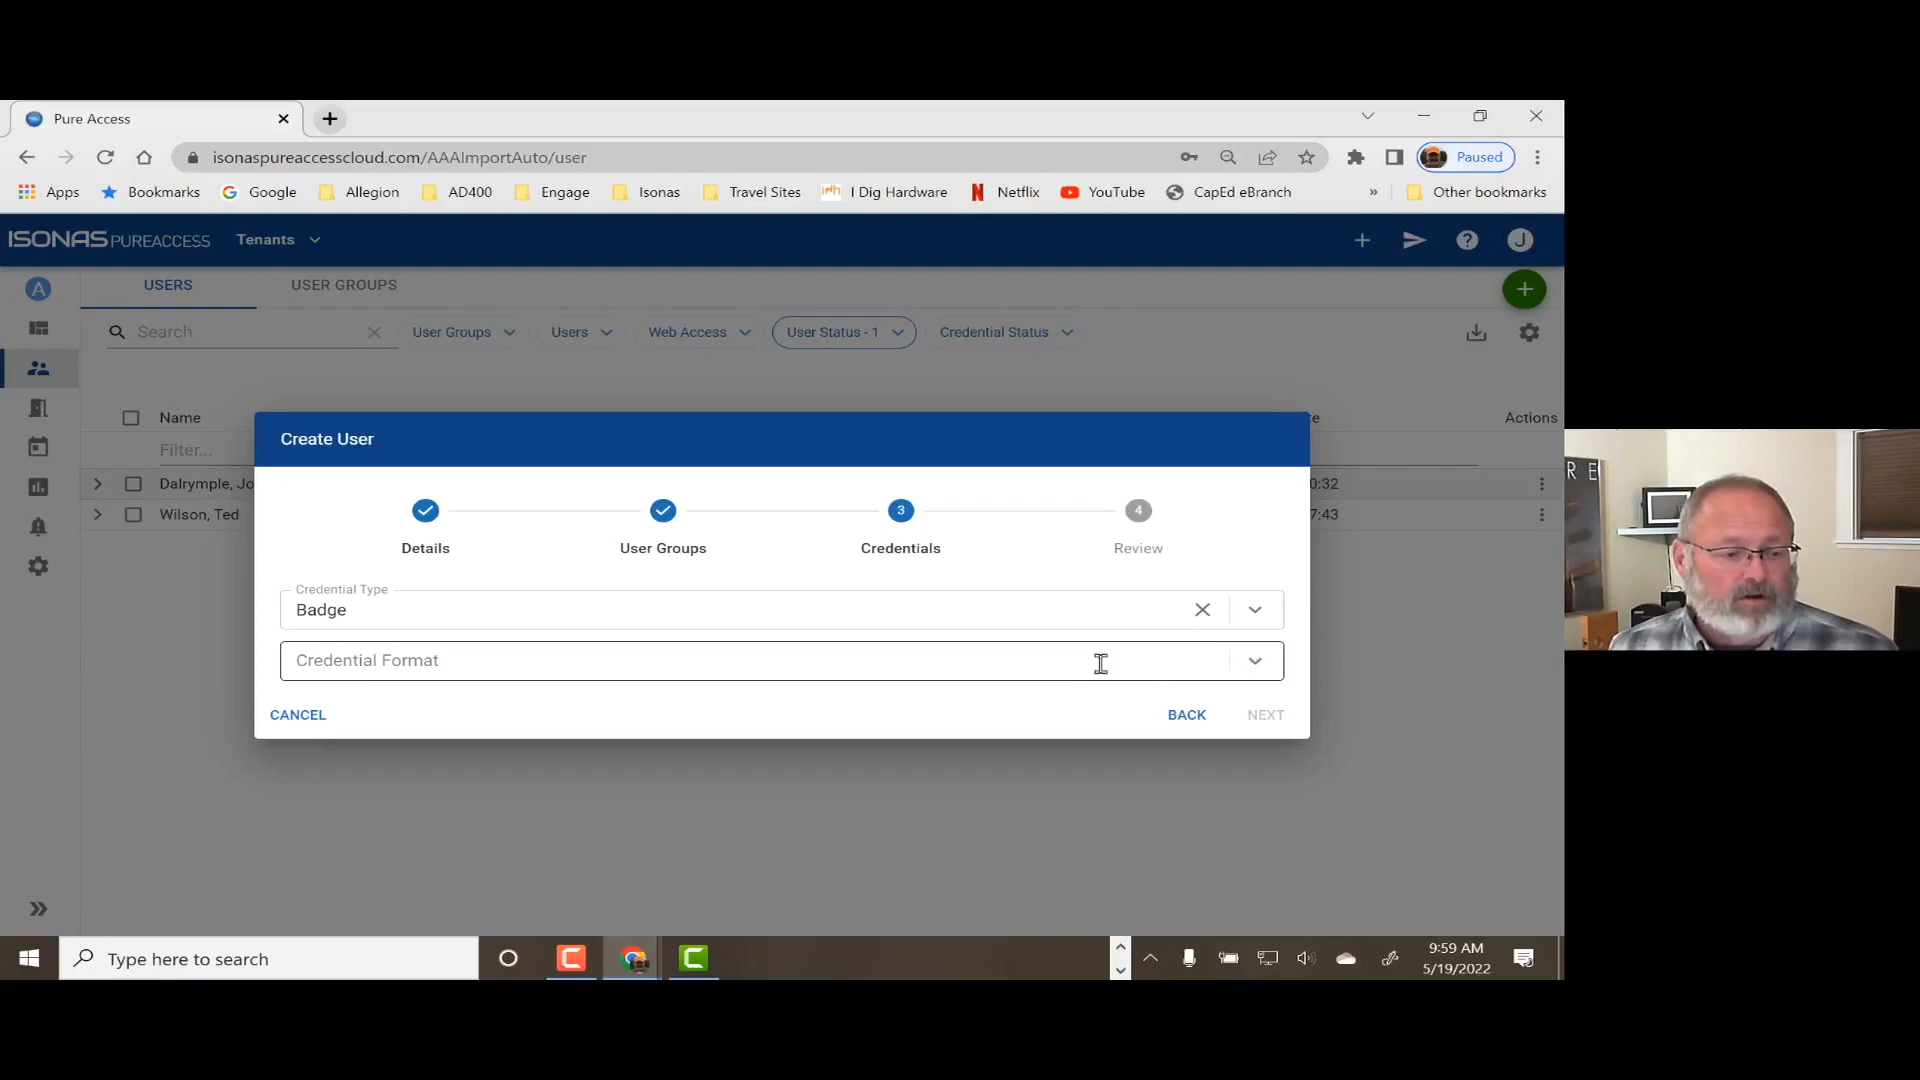 Pure Access
isonaspureaccesscloud.com/AAAImportAuto/user
Paused
Apps
Bookmarks
Google
Allegion
AD400
Engage
Isonas
Travel Sites
I Dig Hardware
Netflix
YouTube
CapEd eBranch
»
Other bookmarks
ISONAS PUREACCESS
Tenants
J
A
USERS
USER GROUPS
Search
User Groups
Users
Web Access
User Status - 1
Credential Status
Name
te
Actions
Filter...
Dalrymple, Jo
0:32
Wilson, Ted
7:43
Create User
3
4
Details
User Groups
Credentials
Review
Credential Type
Badge
Credential Format
CANCEL
BACK
NEXT
R E
Type here to search
9:59 AM
5/19/2022